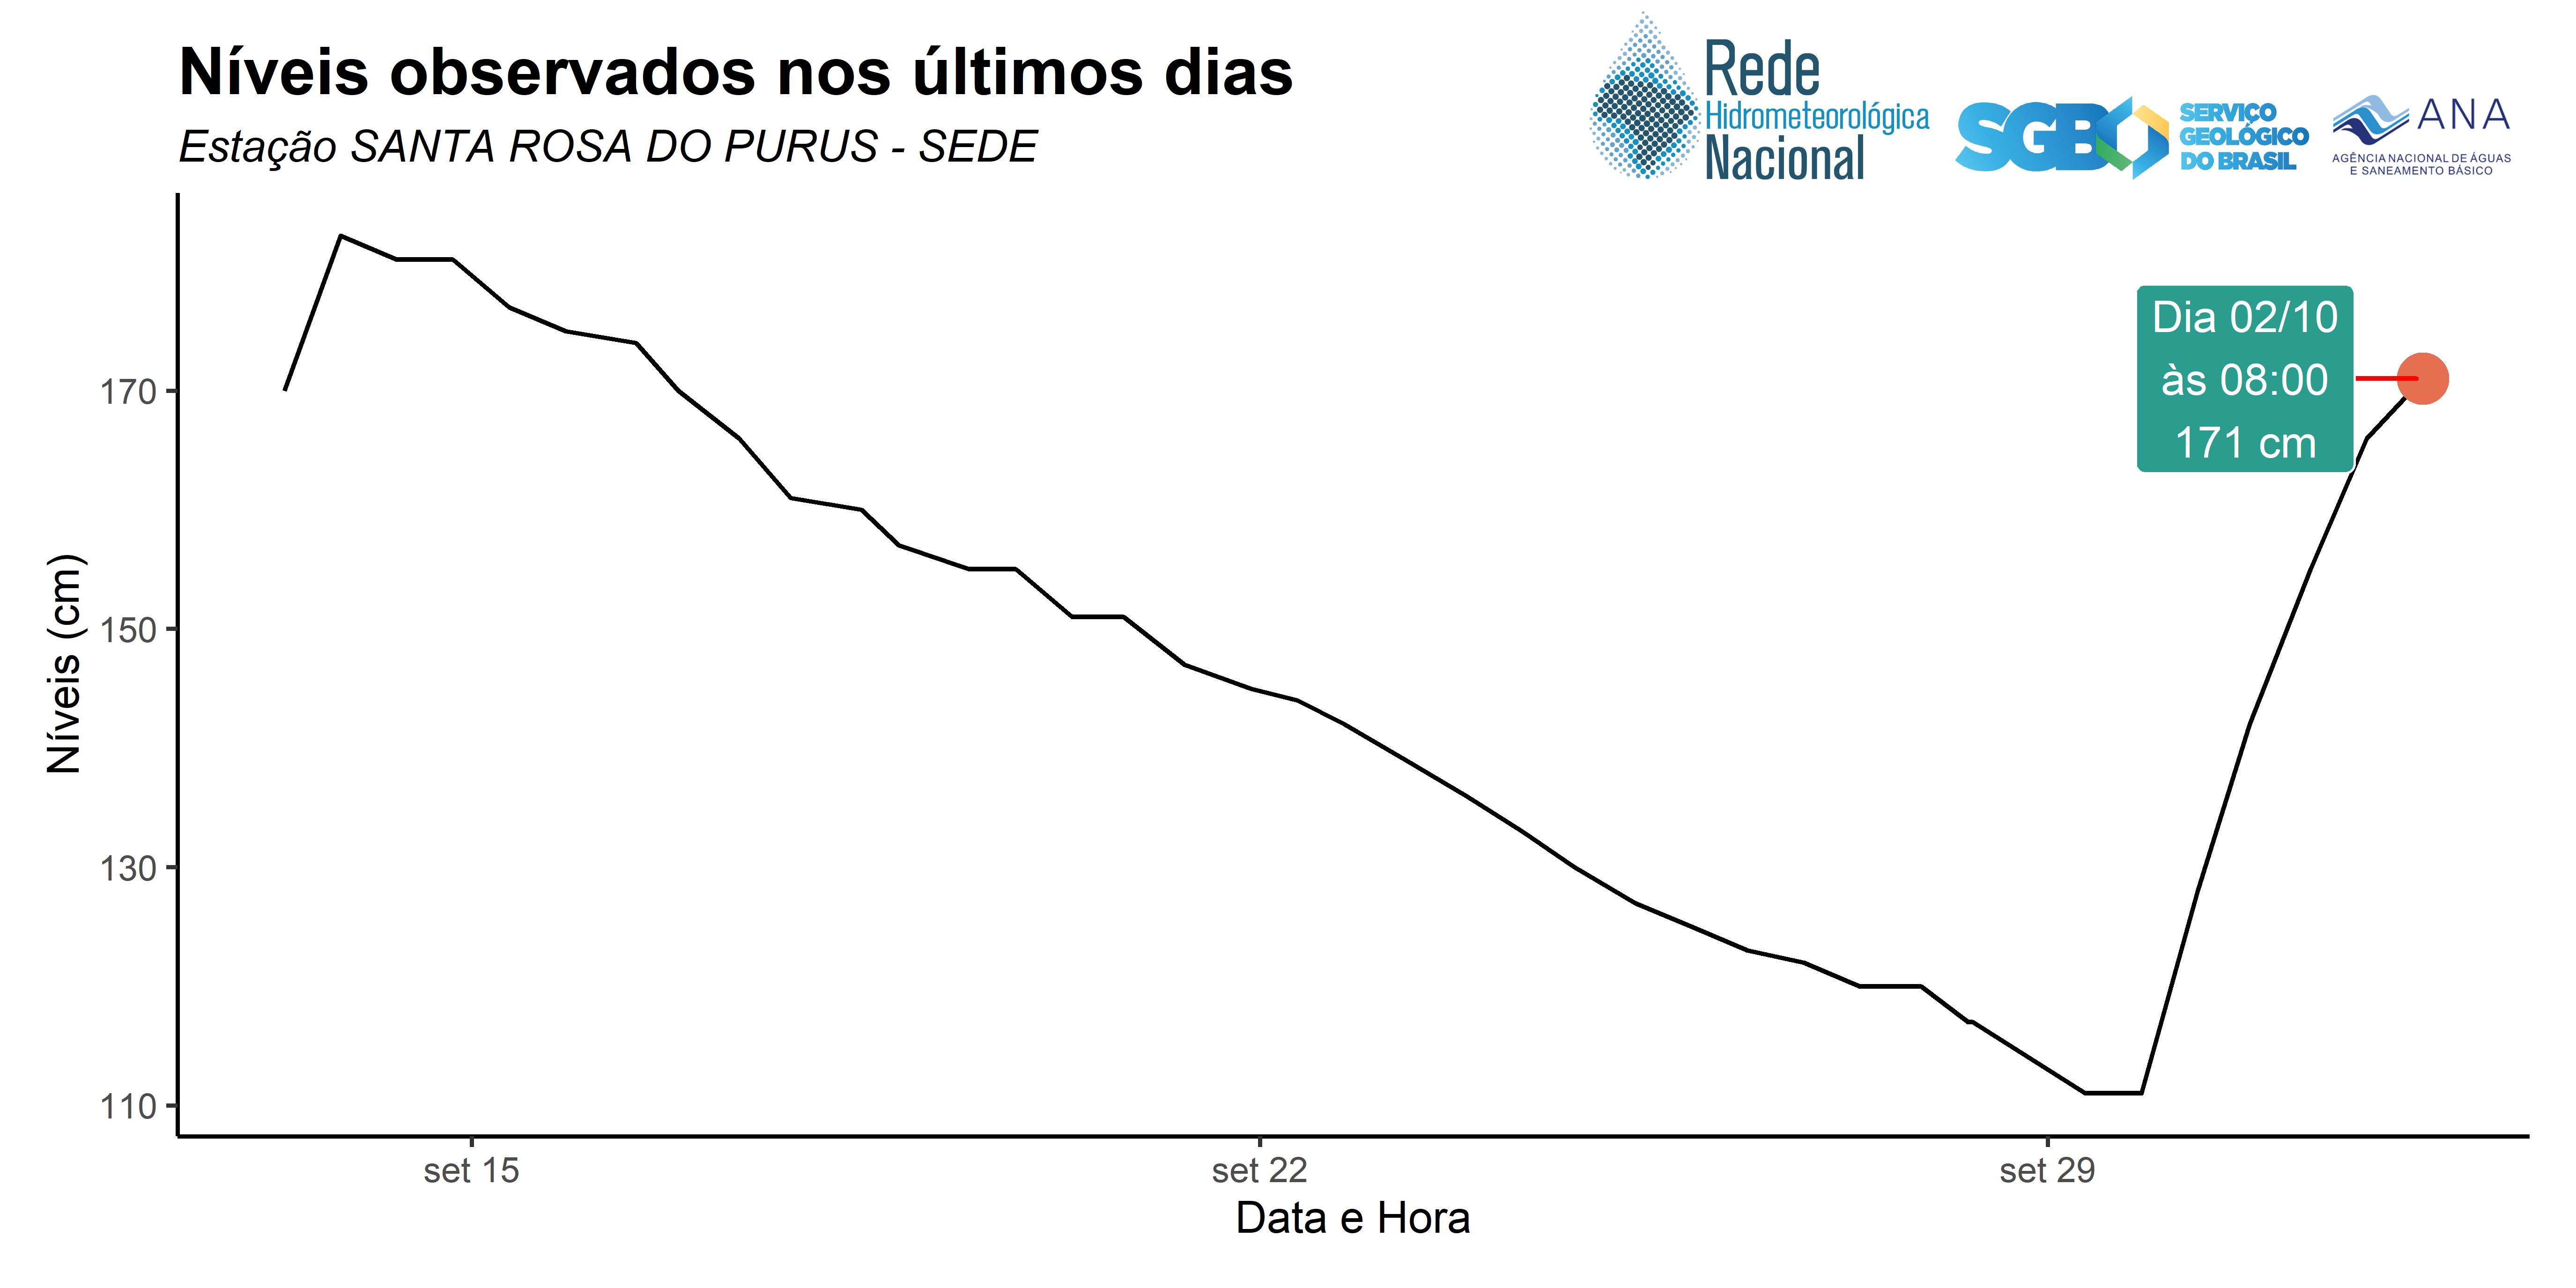 Níveis observados nos últimos dias
Estação SANTA ROSA DO PURUS - SEDE
Rede
Hidrometeorológica
Nacional
SGB
SERVIÇO
GEOLÓGICO
DO BRASIL
ANA
AGÊNCIA NACIONAL DE ÁGUAS
E SANEAMENTO BÁSICO
Dia 02/10
às 08:00
171 cm
Níveis (cm)
170
150
130
110
set 15
set 22
set 29
Data e Hora